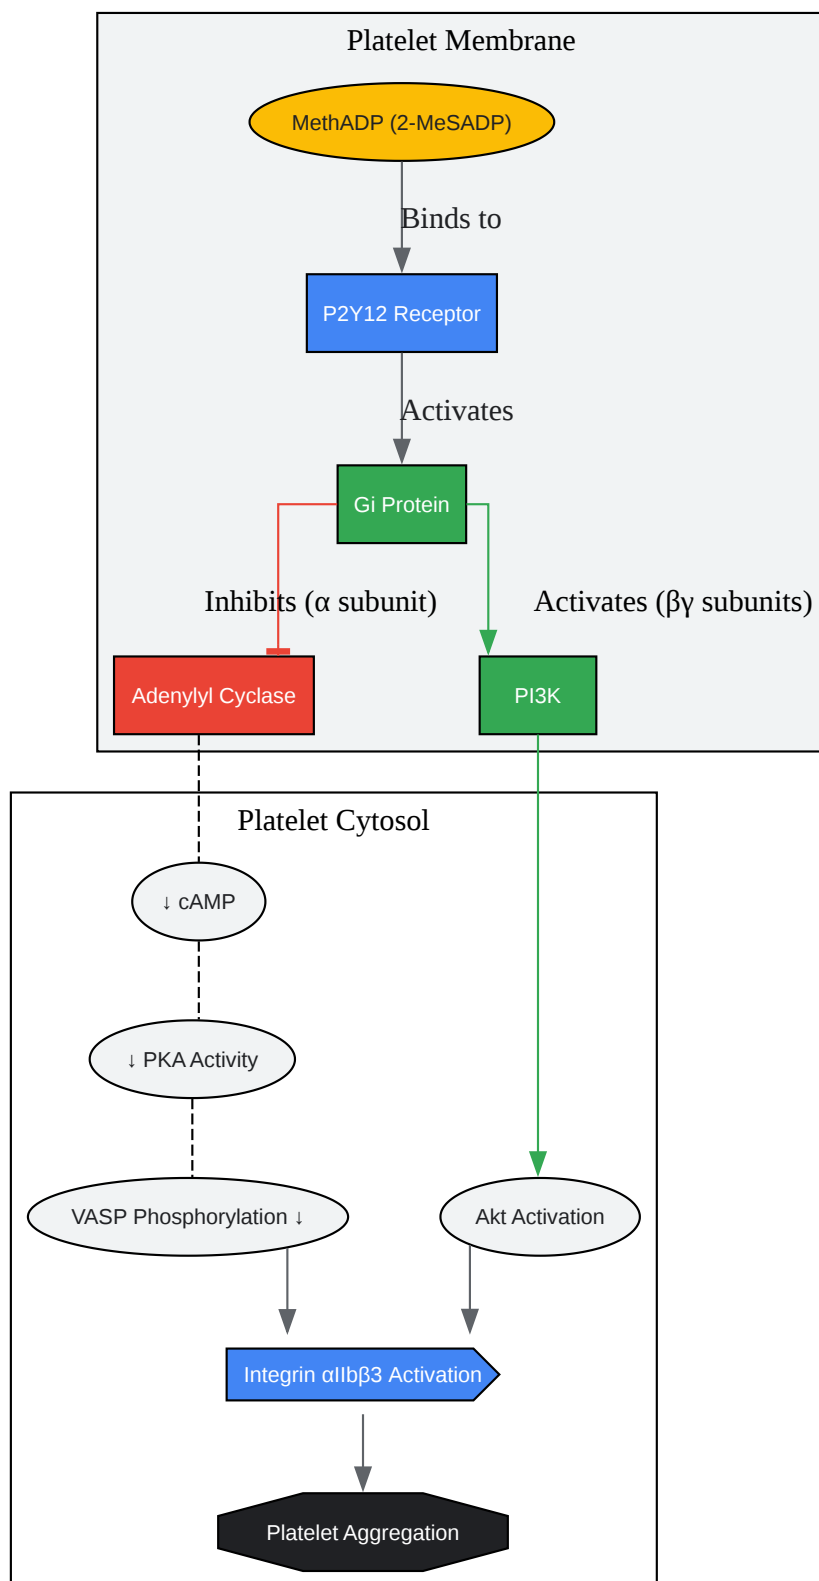 Platelet Membrane
MethADP (2-MeSADP)
Binds to
P2Y12 Receptor
Activates
Gi Protein
Inhibits (α subunit)
Activates (βγ subunits)
Adenylyl Cyclase
PI3K
Platelet Cytosol
↓ cAMP
↓ PKA Activity
VASP Phosphorylation ↓
Akt Activation
Integrin αIIbβ3 Activation
Platelet Aggregation